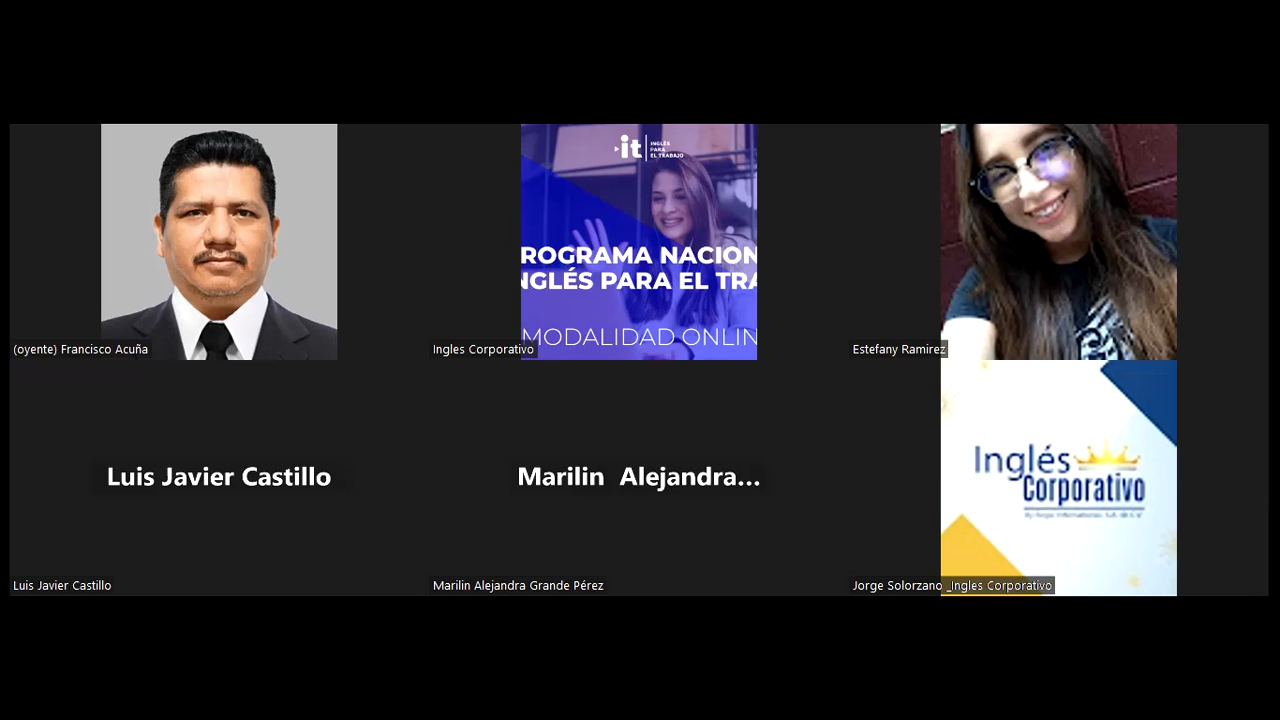 it
INGLÉS
PARA
EL TRABAJO
ROGRAMA NACION
NGLÉS PARA EL TRA
MODALIDAD ONLIN
(oyente) Francisco Acuña
Ingles Corporativo
Estefany Ramirez
Luis Javier Castillo
Marilin Alejandra...
Inglés
Corporativo
Luis Javier Castillo
Marilin Alejandra Grande Pérez
Jorge Solorzano _Ingles Corporativo